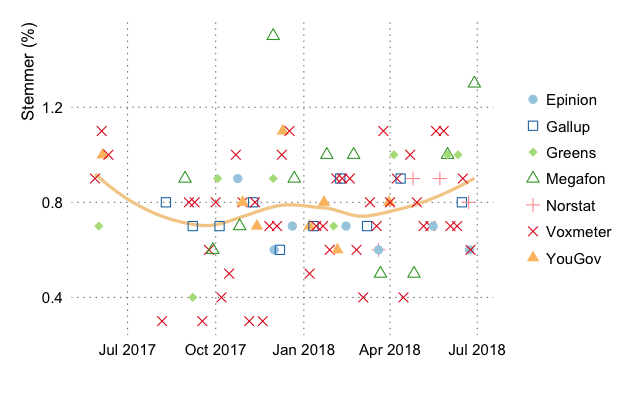 Stemmer (%)
1.2
0.8
0.4
Jul 2017
Oct 2017
Jan 2018
Apr 2018
Jul 2018
Epinion
Gallup
Greens
Megafon
Norstat
Voxmeter
YouGov